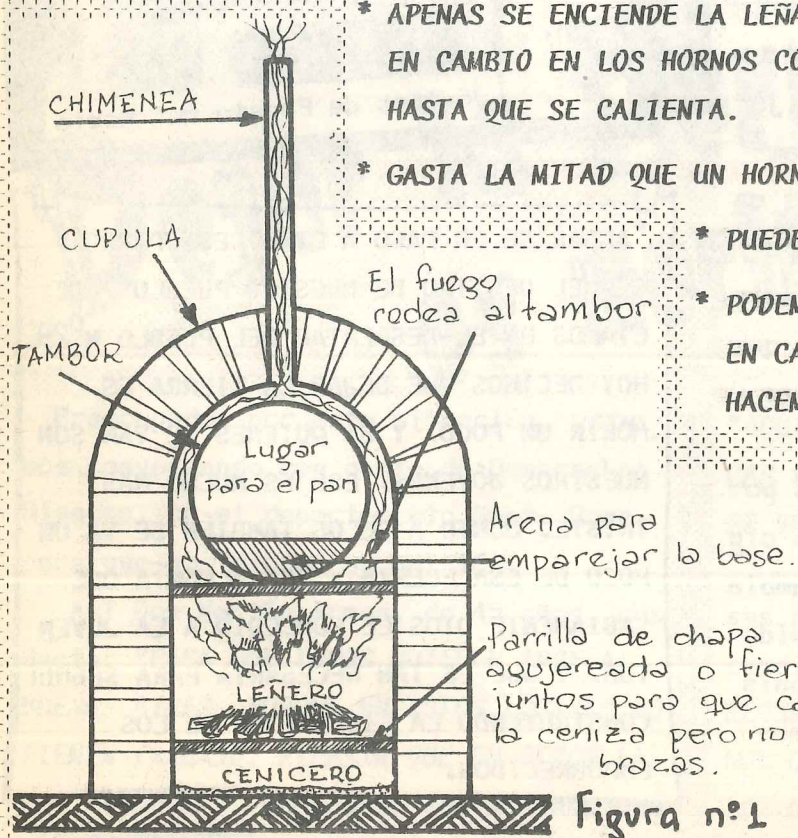 * APENAS SE ENCIENDE LA LEÑA
EN CAMBIO EN LOS HORNOS CO
HASTA QUE SE CALIENTA.
* GASTA LA MITAD QUE UN HORN
* PUEDE
* PODEM
EN CA
HACEM
CHIMENEA
CUPULA
TAMBOR
El fuego
rodea al tambor
Lugar
para el pan
Arena para
emparejar la base.
Parrilla de chapa
agujereada o fier
juntos para que ca
la ceniza pero no
brazas.
LEÑERO
CENICERO
Figura nº1